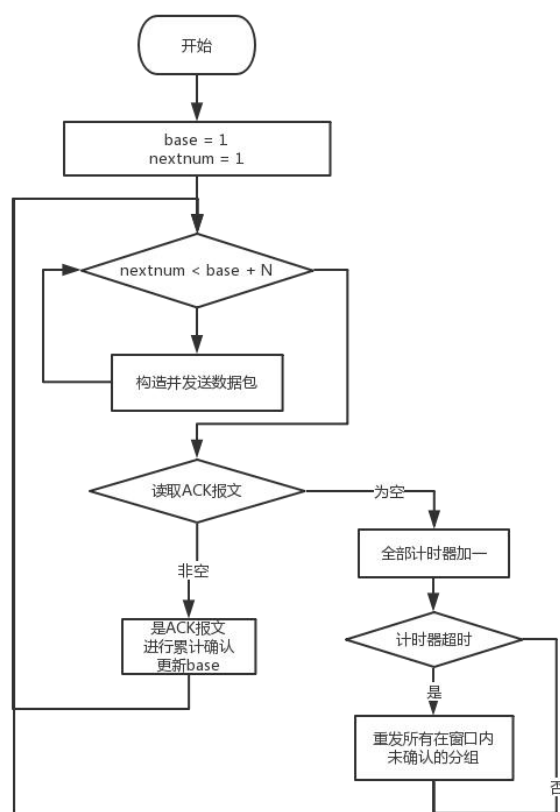 开始
base = 1
nextnum = 1
nextnum < base + N
构造并发送数据包
读取ACK报文
为空
全部计时器加一
非空
是ACK报文
进行累计确认
更新base
计时器超时
是
重发所有在窗口内
未确认的分组
否